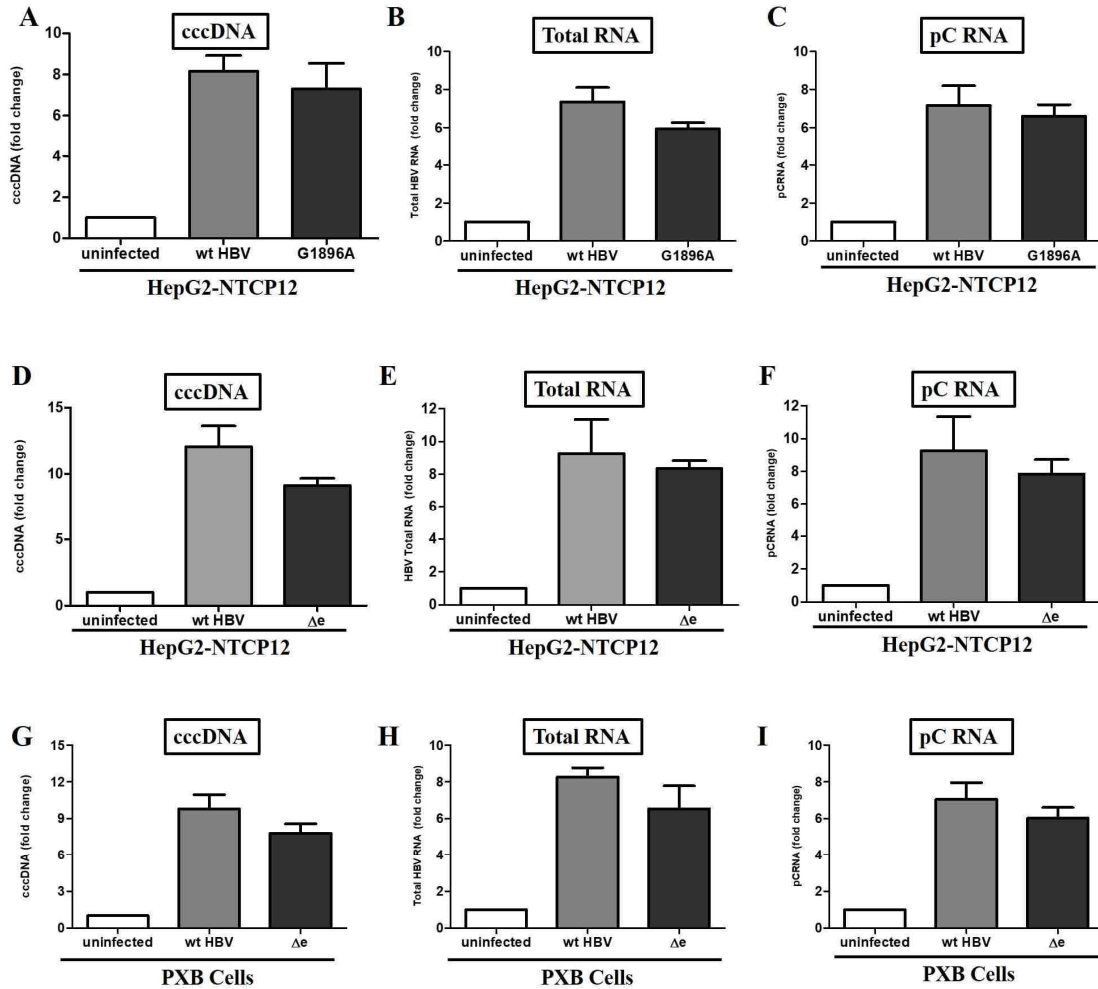 A
cccDNA
cccDNA (fold change)
10
8
6
4
2
0
uninfected wt HBV G1896A
HepG2-NTCP12
B
Total RNA
Total HBV RNA (fold change)
10
8
6
4
2
0
uninfected wt HBV G1896A
HepG2-NTCP12
C
pC RNA
pCRNA (fold change)
10
8
6
4
2
0
uninfected wt HBV G1896A
HepG2-NTCP12
D
cccDNA
cccDNA (fold change)
15
10
5
0
uninfected wt HBV Δe
HepG2-NTCP12
E
Total RNA
HBV Total RNA (fold change)
12
10
8
6
4
2
0
uninfected wt HBV Δe
HepG2-NTCP12
F
pC RNA
pCRNA (fold change)
12
10
8
6
4
2
0
uninfected wt HBV Δe
HepG2-NTCP12
G
cccDNA
cccDNA (fold change)
15
12
9
6
3
0
uninfected wt HBV Δe
PXB Cells
H
Total RNA
Total HBV RNA (fold change)
10
8
6
4
2
0
uninfected wt HBV Δe
PXB Cells
I
pC RNA
pCRNA (fold change)
10
8
6
4
2
0
uninfected wt HBV Δe
PXB Cells